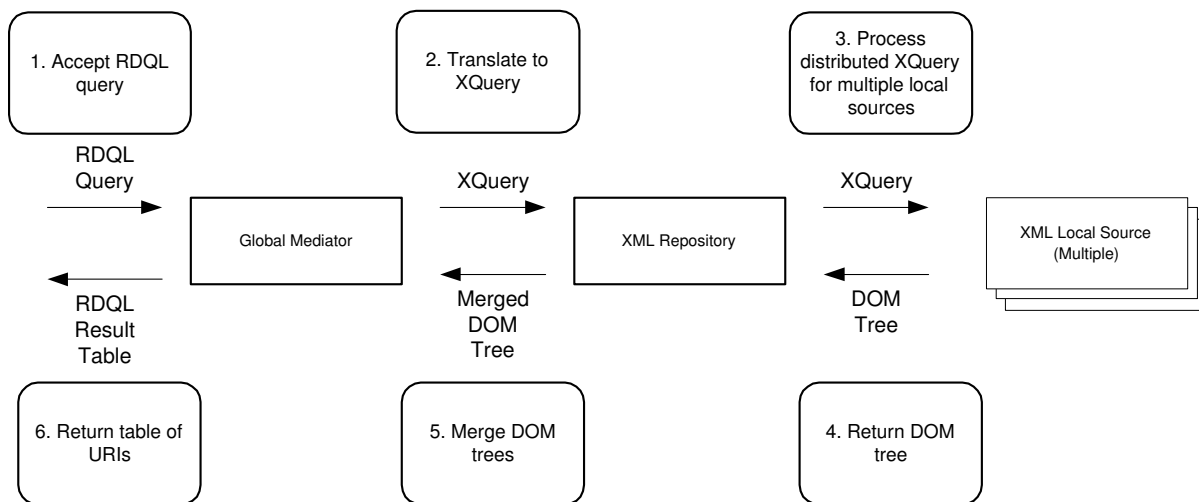 1. Accept RDQL
query
2. Translate to
XQuery
3. Process
distributed XQuery
for multiple local
sources
RDQL
Query
XQuery
XQuery
Global Mediator
XML Repository
XML Local Source
(Multiple)
RDQL
Result
Table
Merged
DOM
Tree
DOM
Tree
6. Return table of
URIs
5. Merge DOM
trees
4. Return DOM
tree